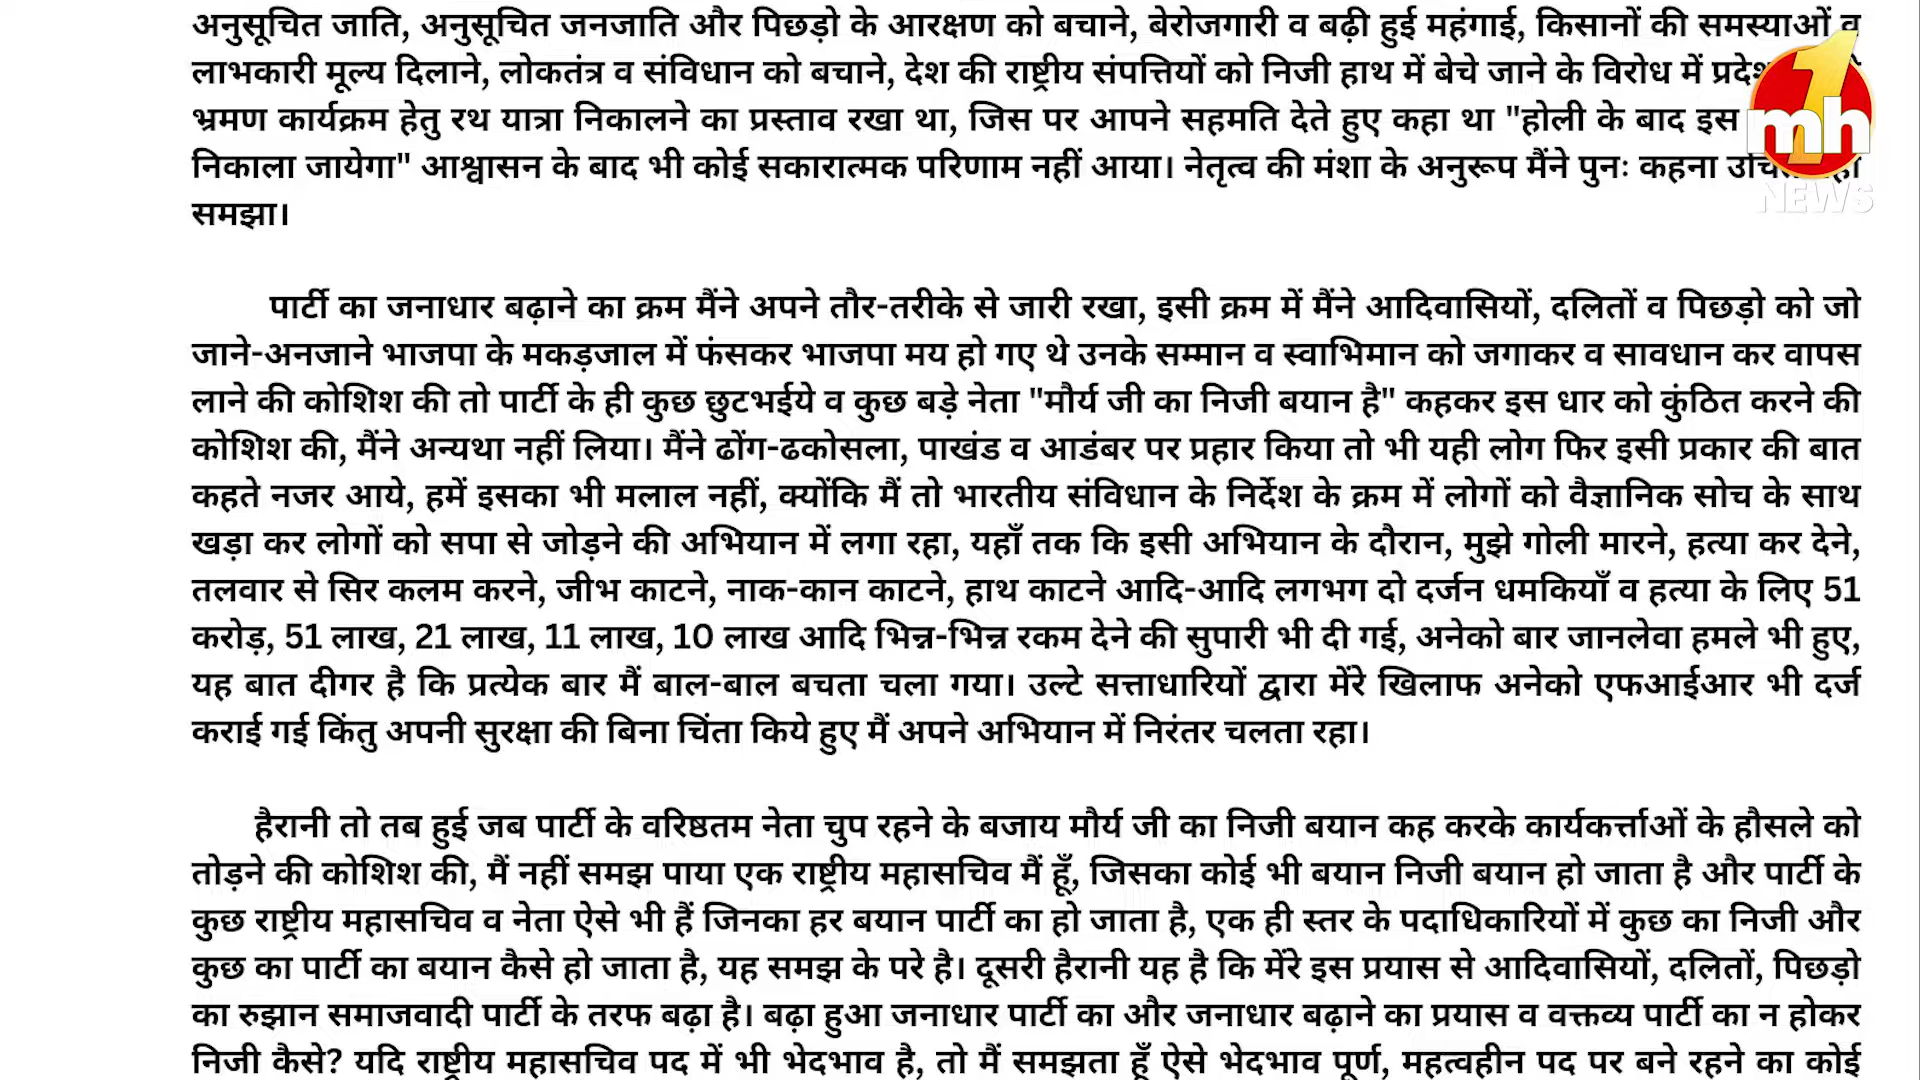 अनुसूचित जाति, अनुसूचित जनजाति और पिछड़ो के आरक्षण को बचाने, बेरोजगारी व बढ़ी हुई महंगाई, किसानों की समस्याओं व
लाभकारी मूल्य दिलाने, लोकतंत्र व संविधान को बचाने, देश की राष्ट्रीय संपत्तियों को निजी हाथ में बेचे जाने के विरोध में
भ्रमण कार्यक्रम हेतु रथ यात्रा निकालने का प्रस्ताव रखा था, जिस पर आपने सहमति देते हुए कहा था "होली के बाद इस
निकाला जायेगा" आश्वासन के बाद भी कोई सकारात्मक परिणाम नहीं आया। नेतृत्व की मंशा के अनुरूप मैंने पुनः कहना
समझा।
पार्टी का जनाधार बढ़ाने का क्रम मैंने अपने तौर-तरीके से जारी रखा, इसी क्रम में मैंने आदिवासियों, दलितों व पिछड़ो को जो
जाने-अनजाने भाजपा के मकड़जाल में फंसकर भाजपा मय हो गए थे उनके सम्मान व स्वाभिमान को जगाकर व सावधान कर वापस
लाने की कोशिश की तो पार्टी के ही कुछ छुटभईये व कुछ बड़े नेता "मौर्य जी का निजी बयान है" कहकर इस धार को कुंठित करने की
कोशिश की, मैंने अन्यथा नहीं लिया। मैंने ढोंग-ढकोसला, पाखंड व आडंबर पर प्रहार किया तो भी यही लोग फिर इसी प्रकार की बात
कहते नजर आये, हमें इसका भी मलाल नहीं, क्योंकि मैं तो भारतीय संविधान के निर्देश के क्रम में लोगों को वैज्ञानिक सोच के साथ
खड़ा कर लोगों को सपा से जोड़ने की अभियान में लगा रहा, यहाँ तक कि इसी अभियान के दौरान, मुझे गोली मारने, हत्या कर देने,
तलवार से सिर कलम करने, जीभ काटने, नाक-कान काटने, हाथ काटने आदि-आदि लगभग दो दर्जन धमकियाँ व हत्या के लिए 51
करोड़, 51 लाख, 21 लाख, 11 लाख, 10 लाख आदि भिन्न-भिन्न रकम देने की सुपारी भी दी गई, अनेको बार जानलेवा हमले भी हुए,
यह बात दीगर है कि प्रत्येक बार मैं बाल-बाल बचता चला गया। उल्टे सत्ताधारियों द्वारा मेंरे खिलाफ अनेको एफआईआर भी दर्ज
कराई गई किंतु अपनी सुरक्षा की बिना चिंता किये हुए मैं अपने अभियान में निरंतर चलता रहा।
हैरानी तो तब हुई जब पार्टी के वरिष्ठतम नेता चुप रहने के बजाय मौर्य जी का निजी बयान कह करके कार्यकर्त्ताओं के हौसले को
तोड़ने की कोशिश की, मैं नहीं समझ पाया एक राष्ट्रीय महासचिव मैं हूँ, जिसका कोई भी बयान निजी बयान हो जाता है और पार्टी के
कुछ राष्ट्रीय महासचिव व नेता ऐसे भी हैं जिनका हर बयान पार्टी का हो जाता है, एक ही स्तर के पदाधिकारियों में कुछ का निजी और
कुछ का पार्टी का बयान कैसे हो जाता है, यह समझ के परे है। दूसरी हैरानी यह है कि मेंरे इस प्रयास से आदिवासियों, दलितों, पिछड़ो
का रुझान समाजवादी पार्टी के तरफ बढ़ा है। बढ़ा हुआ जनाधार पार्टी का और जनाधार बढ़ाने का प्रयास व वक्तव्य पार्टी का न होकर
निजी कैसे? यदि राष्ट्रीय महासचिव पद में भी भेदभाव है, तो मैं समझता हूँ ऐसे भेदभाव पूर्ण, महत्वहीन पद पर बने रहने का कोई
mh1
NEWS